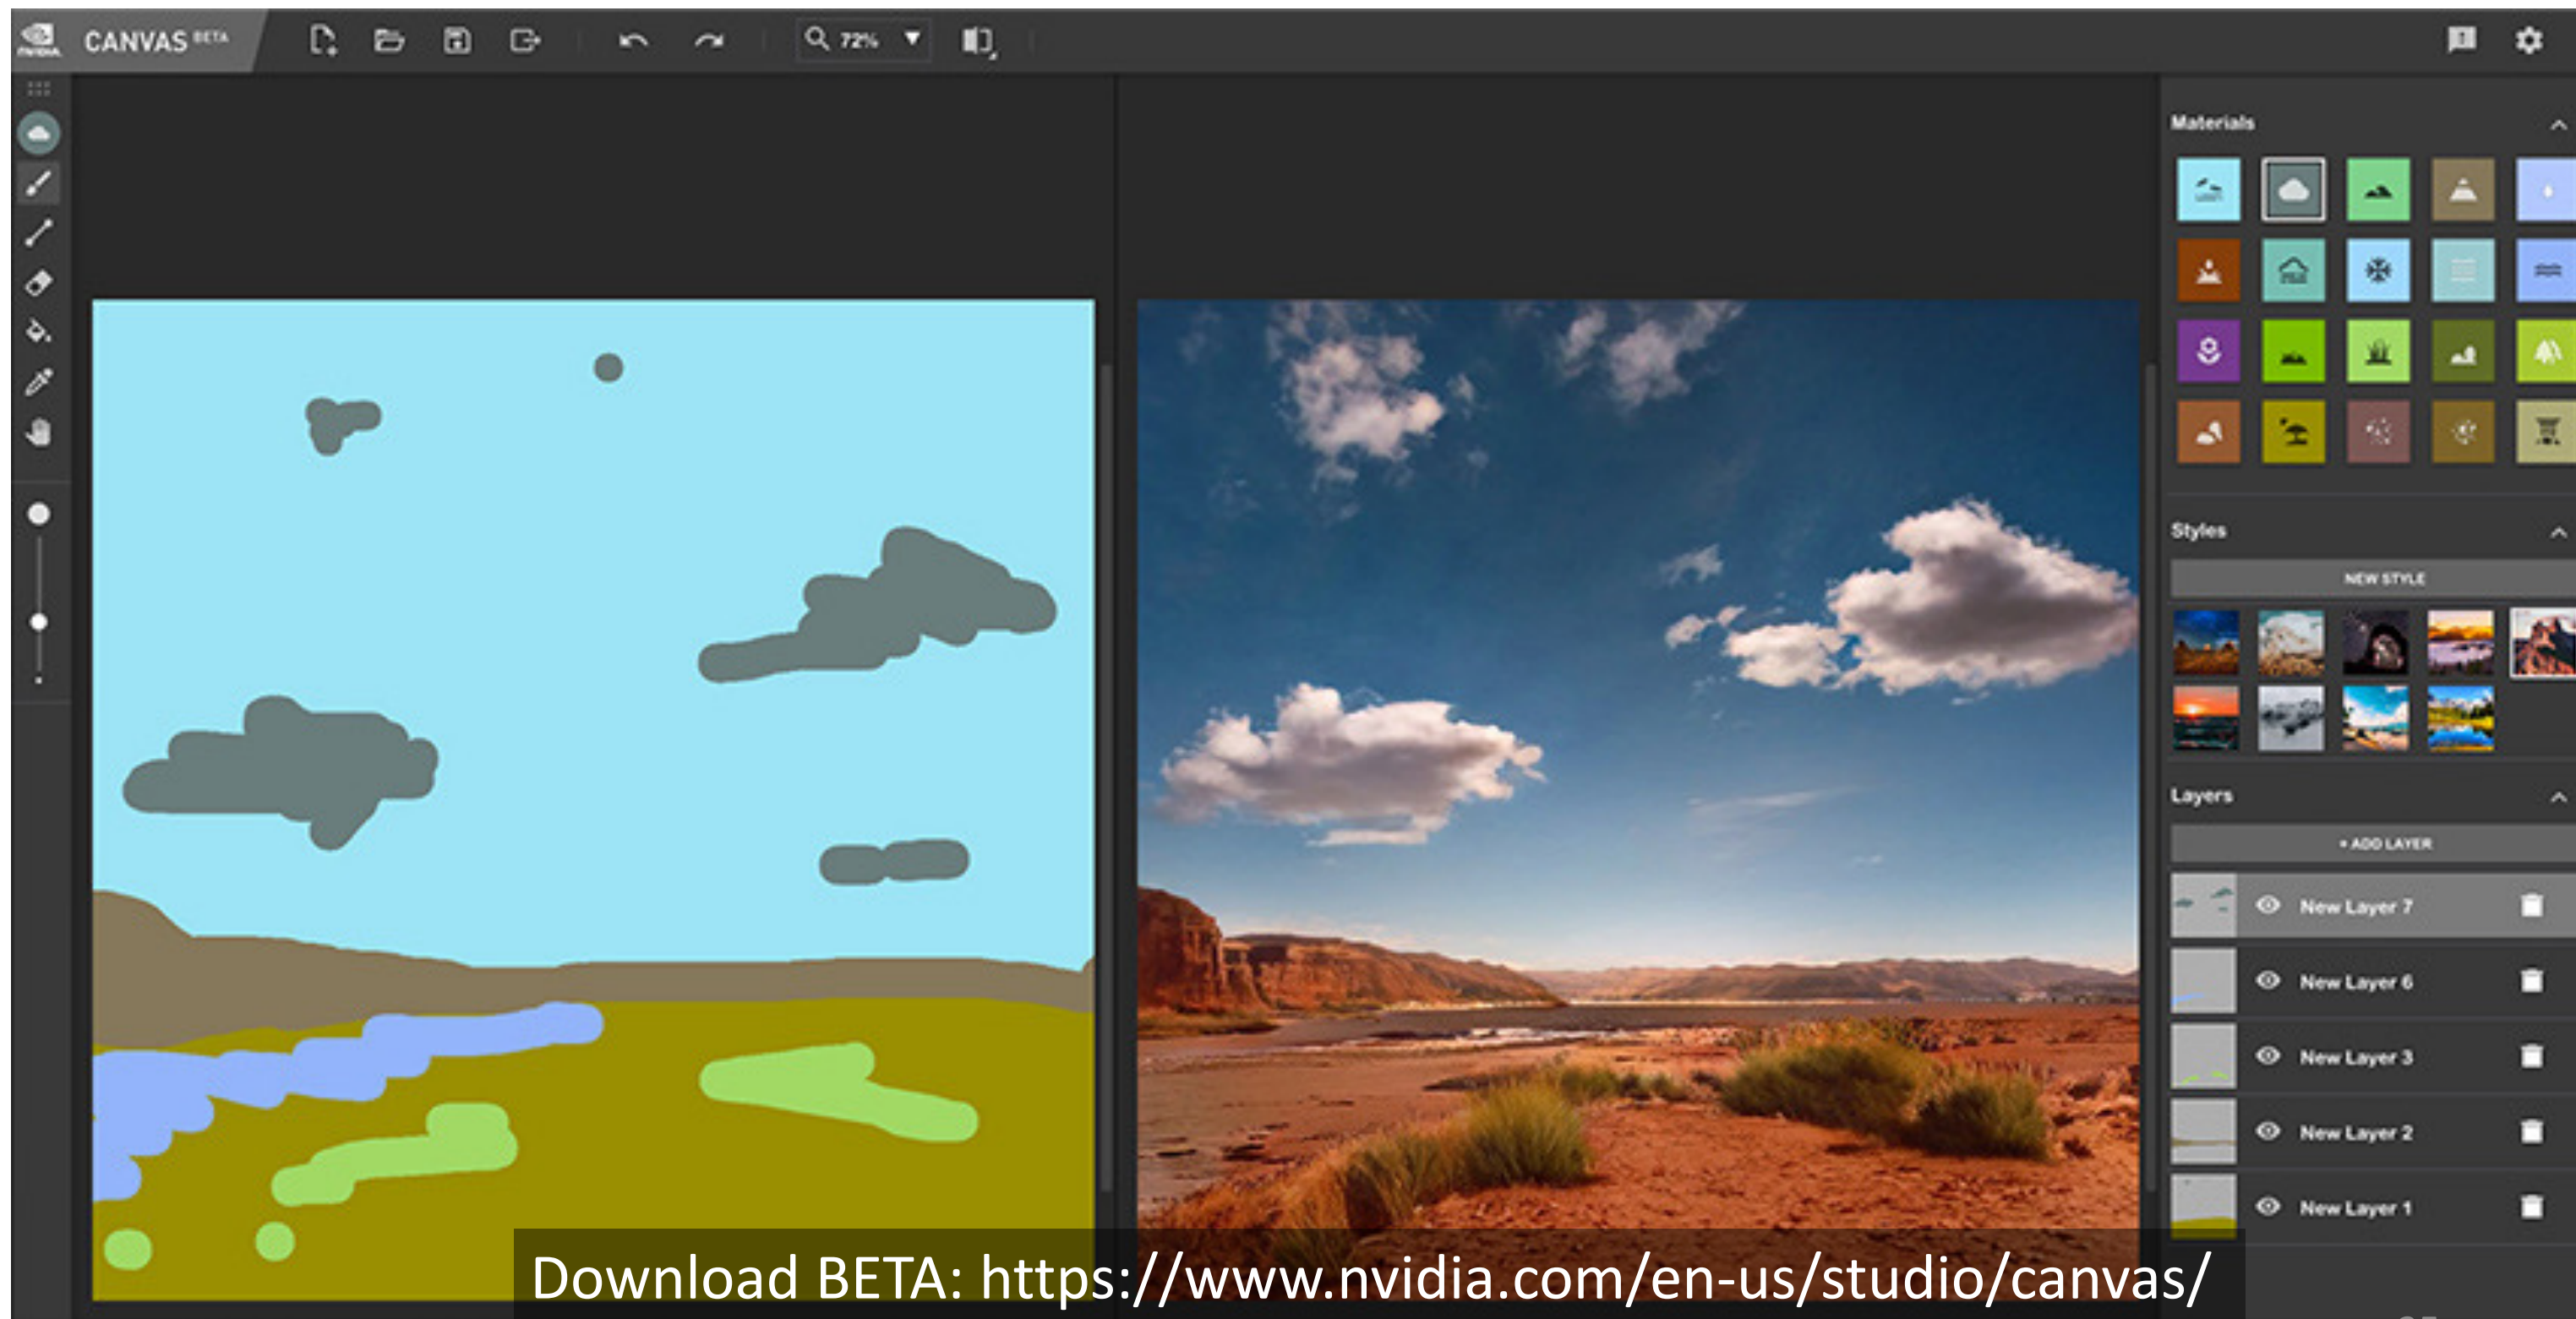 NVIDIA
CANVAS BETA
72%
Materials
Styles
NEW STYLE
Layers
+ ADD LAYER
New Layer 7
New Layer 6
New Layer 3
New Layer 2
New Layer 1
Download BETA: https://www.nvidia.com/en-us/studio/canvas/